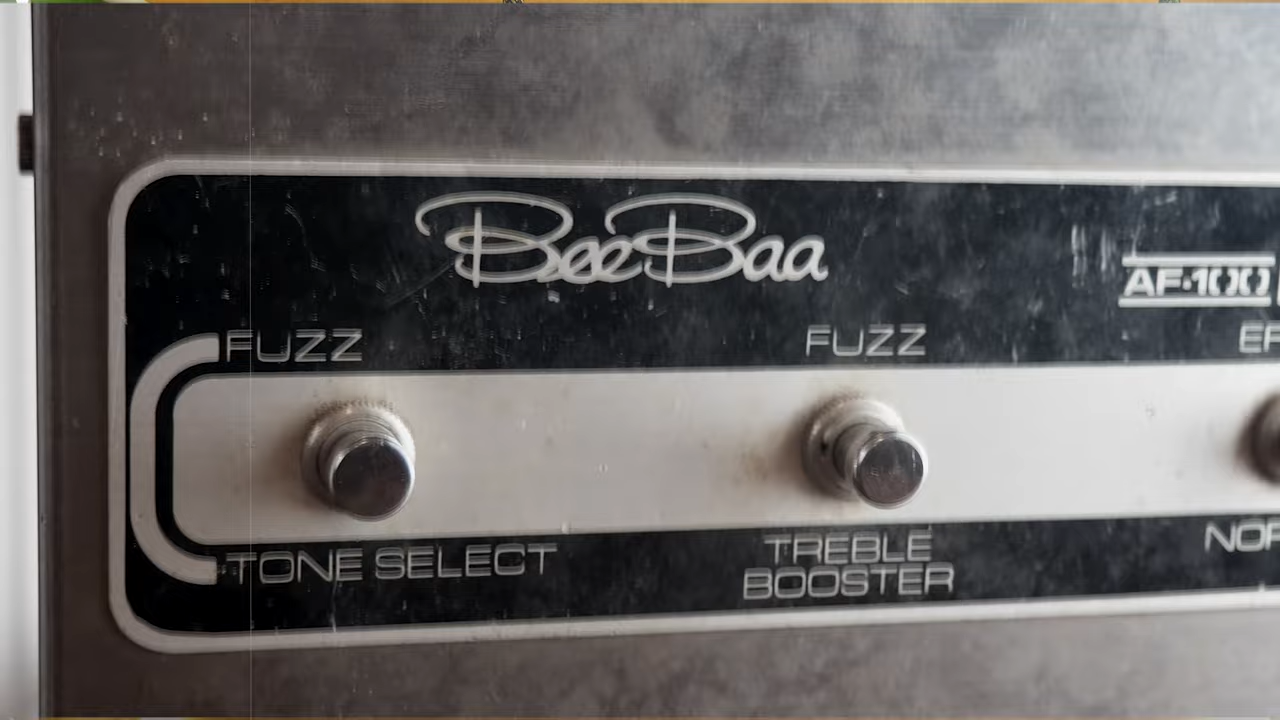 BeeBaa
AF·100
FUZZ
FUZZ
TONE SELECT
TREBLE
BOOSTER